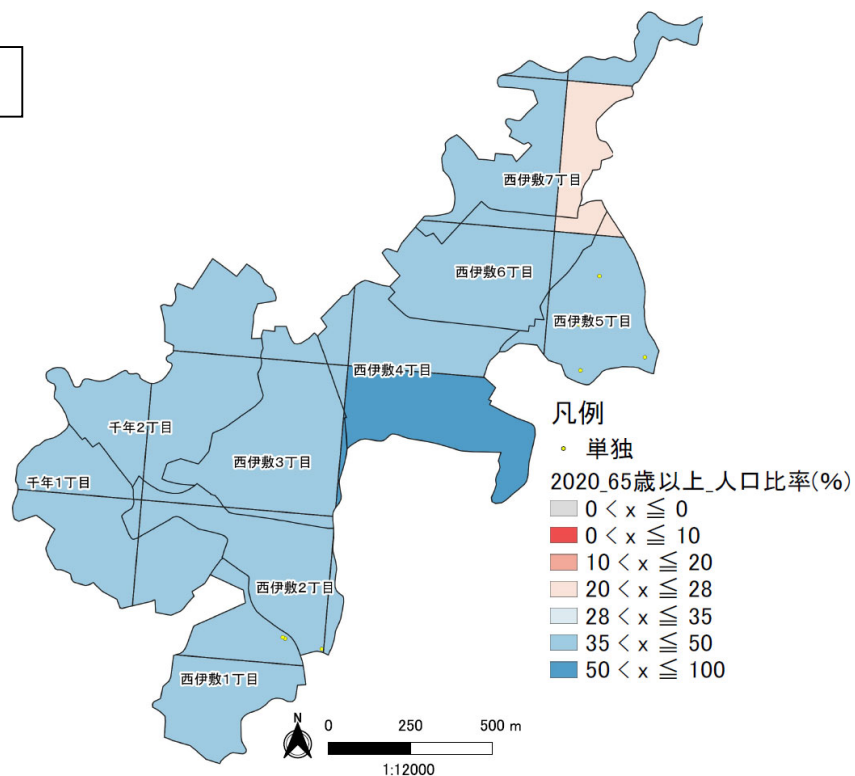 西伊敷7丁目
西伊敷6丁目
西伊敷5丁目
西伊敷4丁目
千年2丁目
西伊敷3丁目
千年1丁目
西伊敷2丁目
西伊敷1丁目
凡例
単独
2020_65歳以上_人口比率(%)
0 < x ≦ 0
0 < x ≦ 10
10 < x ≦ 20
20 < x ≦ 28
28 < x ≦ 35
35 < x ≦ 50
50 < x ≦ 100
N
0 250 500 m
1:12000